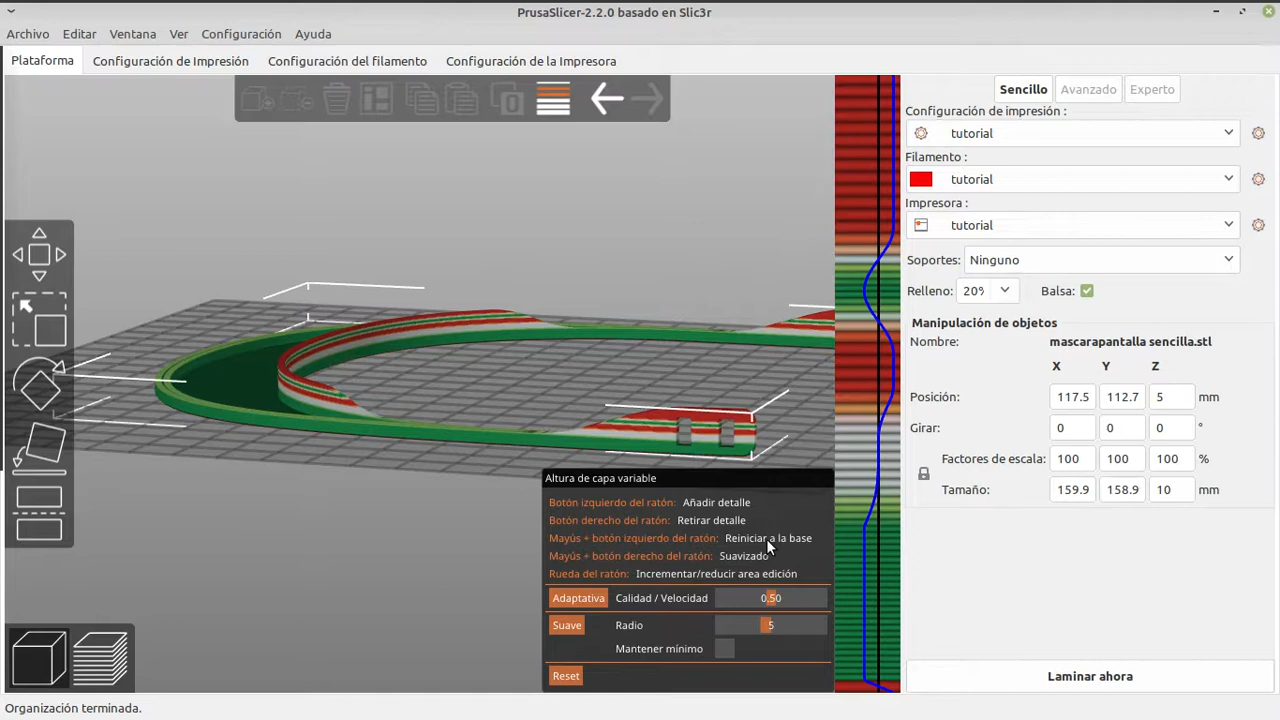 PrusaSlicer-2.2.0 basado en Slic3r
Archivo Editar Ventana Ver Configuración Ayuda
Plataforma Configuración de Impresión Configuración del filamento Configuración de la Impresora
Sencillo Avanzado Experto
Configuración de impresión :
tutorial
Filamento :
tutorial
Impresora :
tutorial
Soportes: Ninguno
Relleno: 20% Balsa:
Manipulación de objetos
Nombre: mascarapantalla sencilla.stl
X Y Z
Posición: 117.5 112.7 5 mm
Girar: 0 0 0 °
Factores de escala: 100 100 100 %
Tamaño: 159.9 158.9 10 mm
Altura de capa variable
Botón izquierdo del ratón: Añadir detalle
Botón derecho del ratón: Retirar detalle
Mayús + botón izquierdo del ratón: Reiniciar a la base
Mayús + botón derecho del ratón: Suavizado
Rueda del ratón: Incrementar/reducir area edición
Adaptativa Calidad / Velocidad 0.50
Suave Radio 5
Mantener mínimo
Reset
Laminar ahora
Organización terminada.